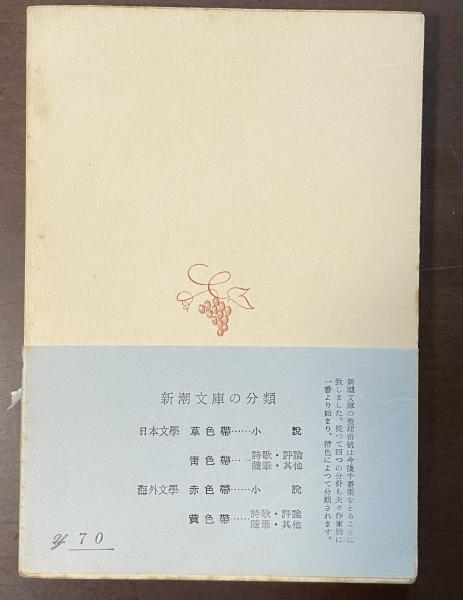 新潮文庫の分類
日本文學 草色帶……小說
靑色帶……詩歌・評論
隨筆・其他
海外文學 赤色帶……小說
黃色帶……詩歌・評論
隨筆・其他
新潮文庫の整理番號は今後千番臺をとることに
致しました。從つて四つの分野も夫々作家別に
一番より始まり、帶色によつて分類されます。
70